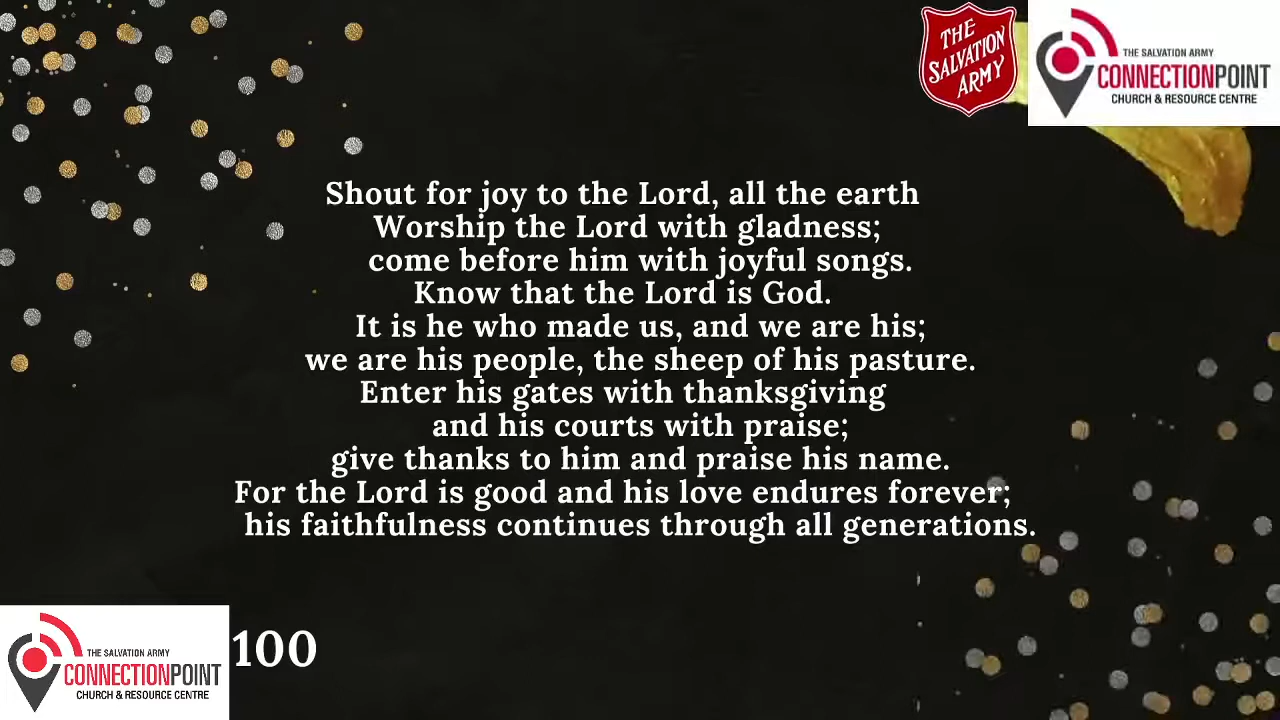 THE
SALVATION
ARMY
THE SALVATION ARMY
CONNECTIONPOINT
CHURCH & RESOURCE CENTRE
Shout for joy to the Lord, all the earth
Worship the Lord with gladness;
come before him with joyful songs.
Know that the Lord is God.
It is he who made us, and we are his;
we are his people, the sheep of his pasture.
Enter his gates with thanksgiving
and his courts with praise;
give thanks to him and praise his name.
For the Lord is good and his love endures forever;
his faithfulness continues through all generations.
100
THE SALVATION ARMY
CONNECTIONPOINT
CHURCH & RESOURCE CENTRE